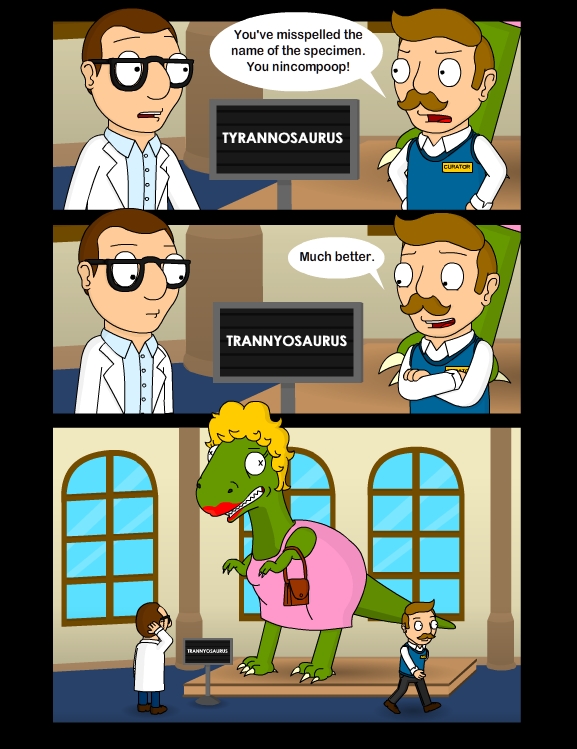 You've misspelled the
name of the specimen.
You nincompoop!
TYRANNOSAURUS
CURATOR
Much better.
TRANNYOSAURUS
TRANNYOSAURUS